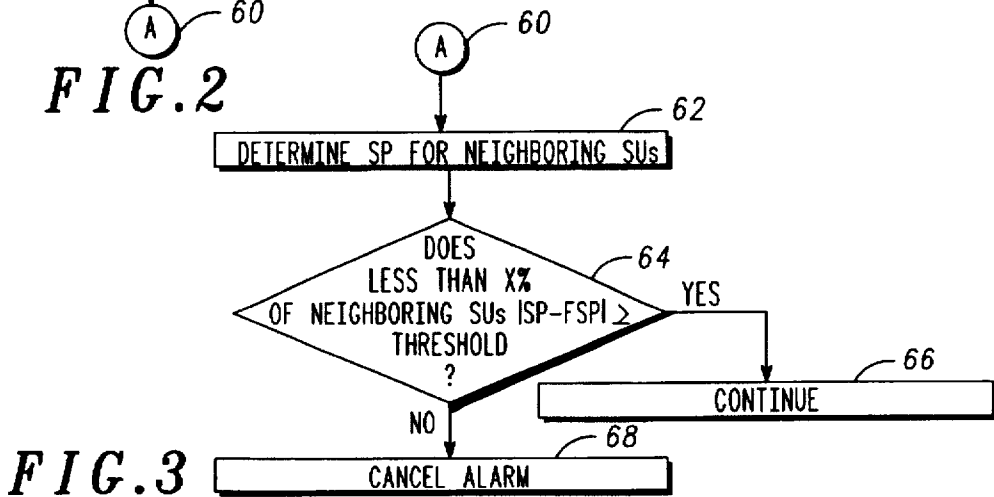 A 60
FIG.2
A 60
62
DETERMINE SP FOR NEIGHBORING SUs
DOES
LESS THAN X%
OF NEIGHBORING SUs |SP-FSP| ≥
THRESHOLD
?
64
YES
66
CONTINUE
NO
68
CANCEL ALARM
FIG.3